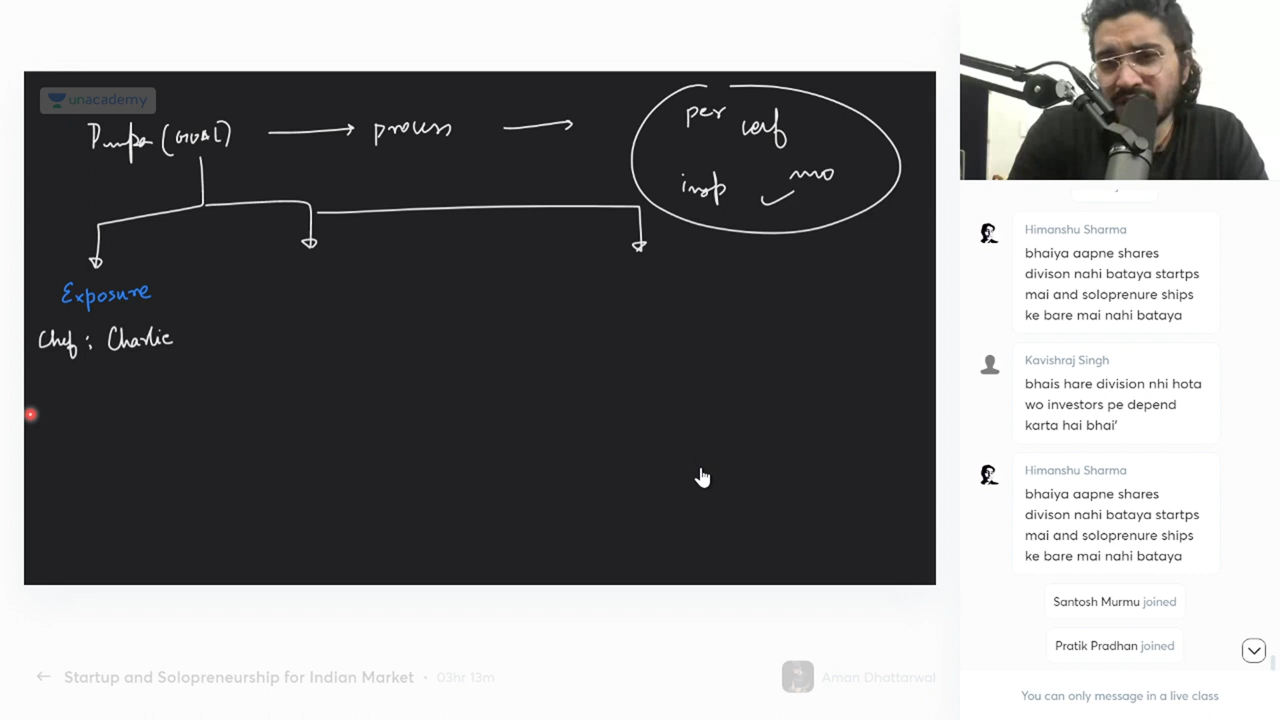 unacademy
(GOAL) process per
insp mo
Exposure
Chef : Charlie
Himanshu Sharma
bhaiya aapne shares
divison nahi bataya startps
mai and soloprenure ships
ke bare mai nahi bataya
Kavishraj Singh
bhais hare division nhi hota
wo investors pe depend
karta hai bhai'
Himanshu Sharma
bhaiya aapne shares
divison nahi bataya startps
mai and soloprenure ships
ke bare mai nahi bataya
Santosh Murmu joined
Pratik Pradhan joined
You can only message in a live class
Startup and Solopreneurship for Indian Market • 03hr 13m
Aman Dhattarwal